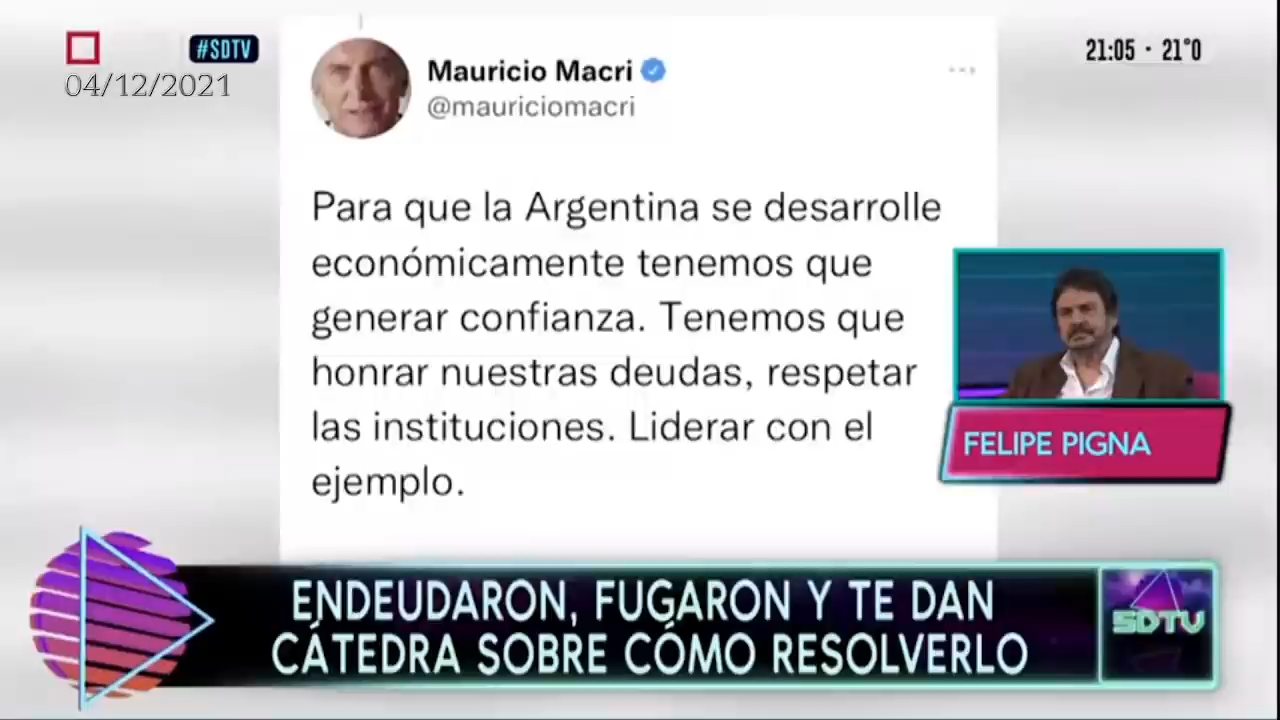 #SDTV
04/12/2021
21:05 · 21°0
Mauricio Macri
@mauriciomacri
Para que la Argentina se desarrolle
económicamente tenemos que
generar confianza. Tenemos que
honrar nuestras deudas, respetar
las instituciones. Liderar con el
ejemplo.
FELIPE PIGNA
ENDEUDARON, FUGARON Y TE DAN
CÁTEDRA SOBRE CÓMO RESOLVERLO
SDTV